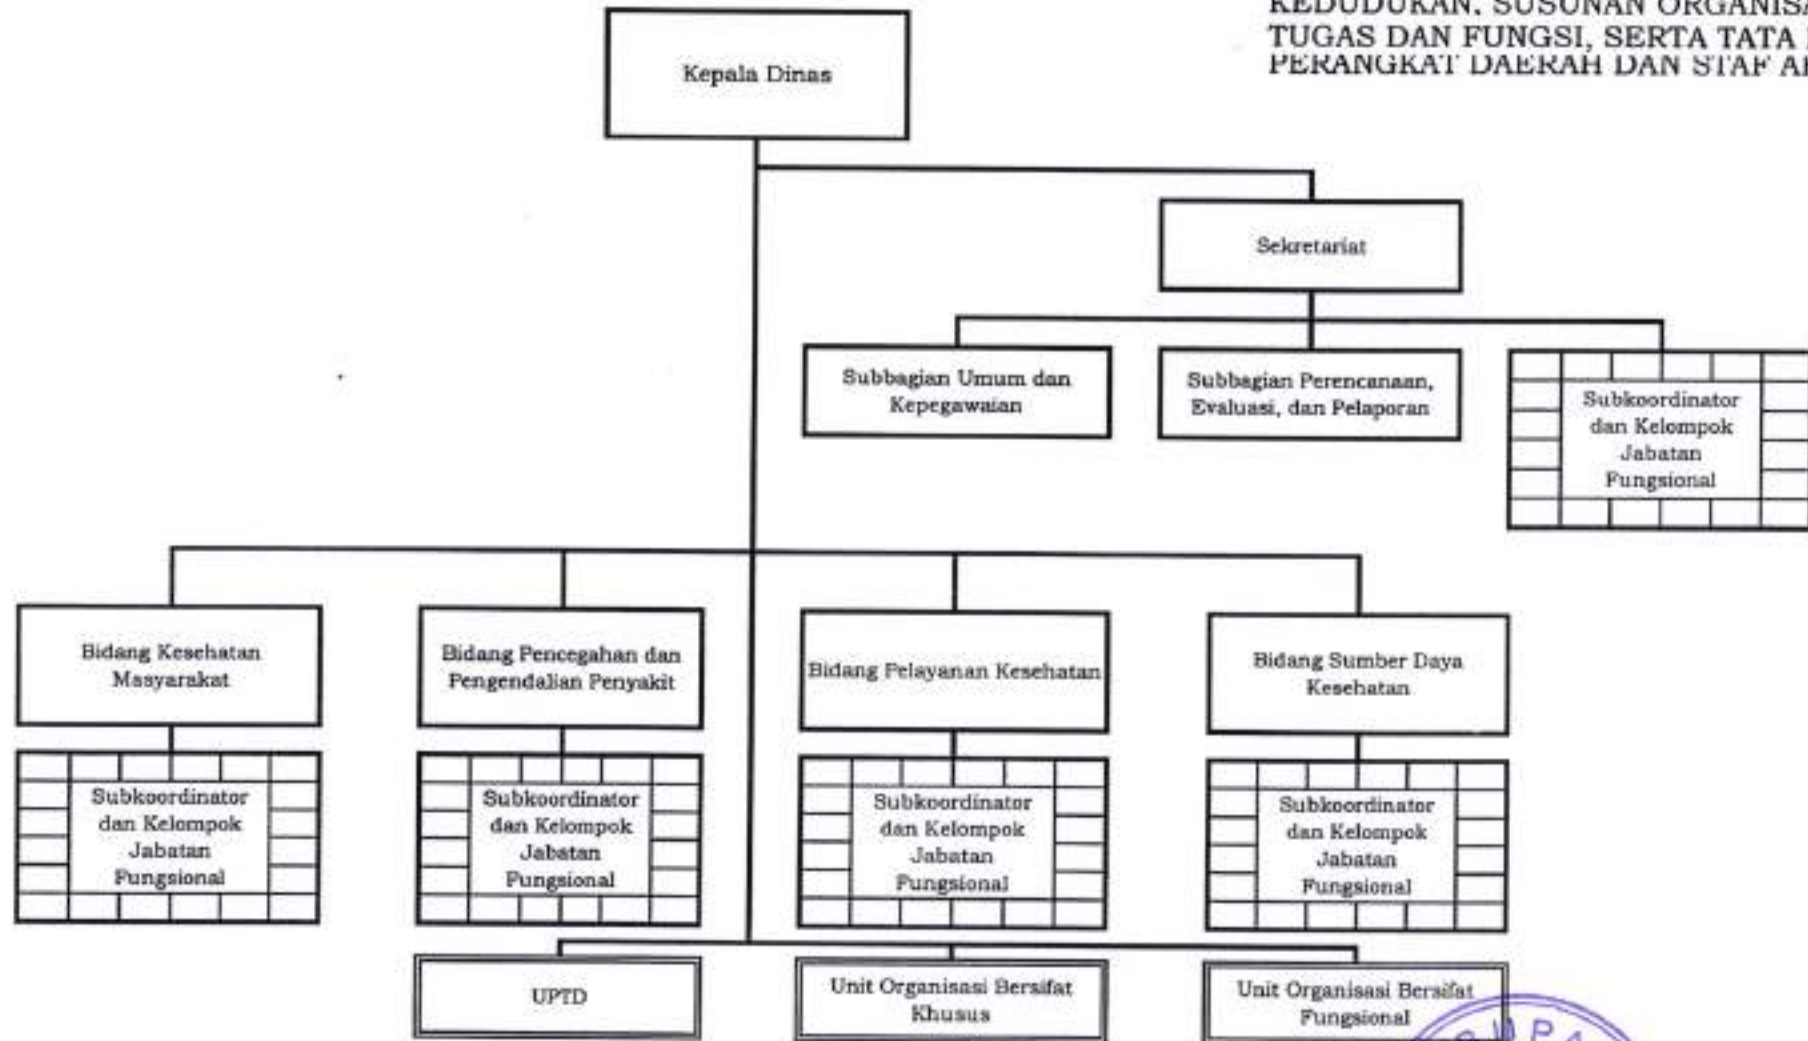 KEDUDUKAN, SUSUNAN ORGANISA
TUGAS DAN FUNGSI, SERTA TATA
PERANGKAT DAERAH DAN STAF
Kepala Dinas
Sekretariat
Subbagian Umum dan
Kepegawaian
Subbagian Perencanaan,
Evaluasi, dan Pelaporan
Subkoordinator
dan Kelompok
Jabatan
Fungsional
Bidang Kesehatan
Masyarakat
Bidang Pencegahan dan
Pengendalian Penyakit
Bidang Pelayanan Kesehatan
Bidang Sumber Daya
Kesehatan
Subkoordinator
dan Kelompok
Jabatan
Fungsional
Subkoordinator
dan Kelompok
Jabatan
Fungsional
Subkoordinator
dan Kelompok
Jabatan
Fungsional
Subkoordinator
dan Kelompok
Jabatan
Fungsional
UPTD
Unit Organisasi Bersifat
Khusus
Unit Organisasi Bersifat
Fungsional